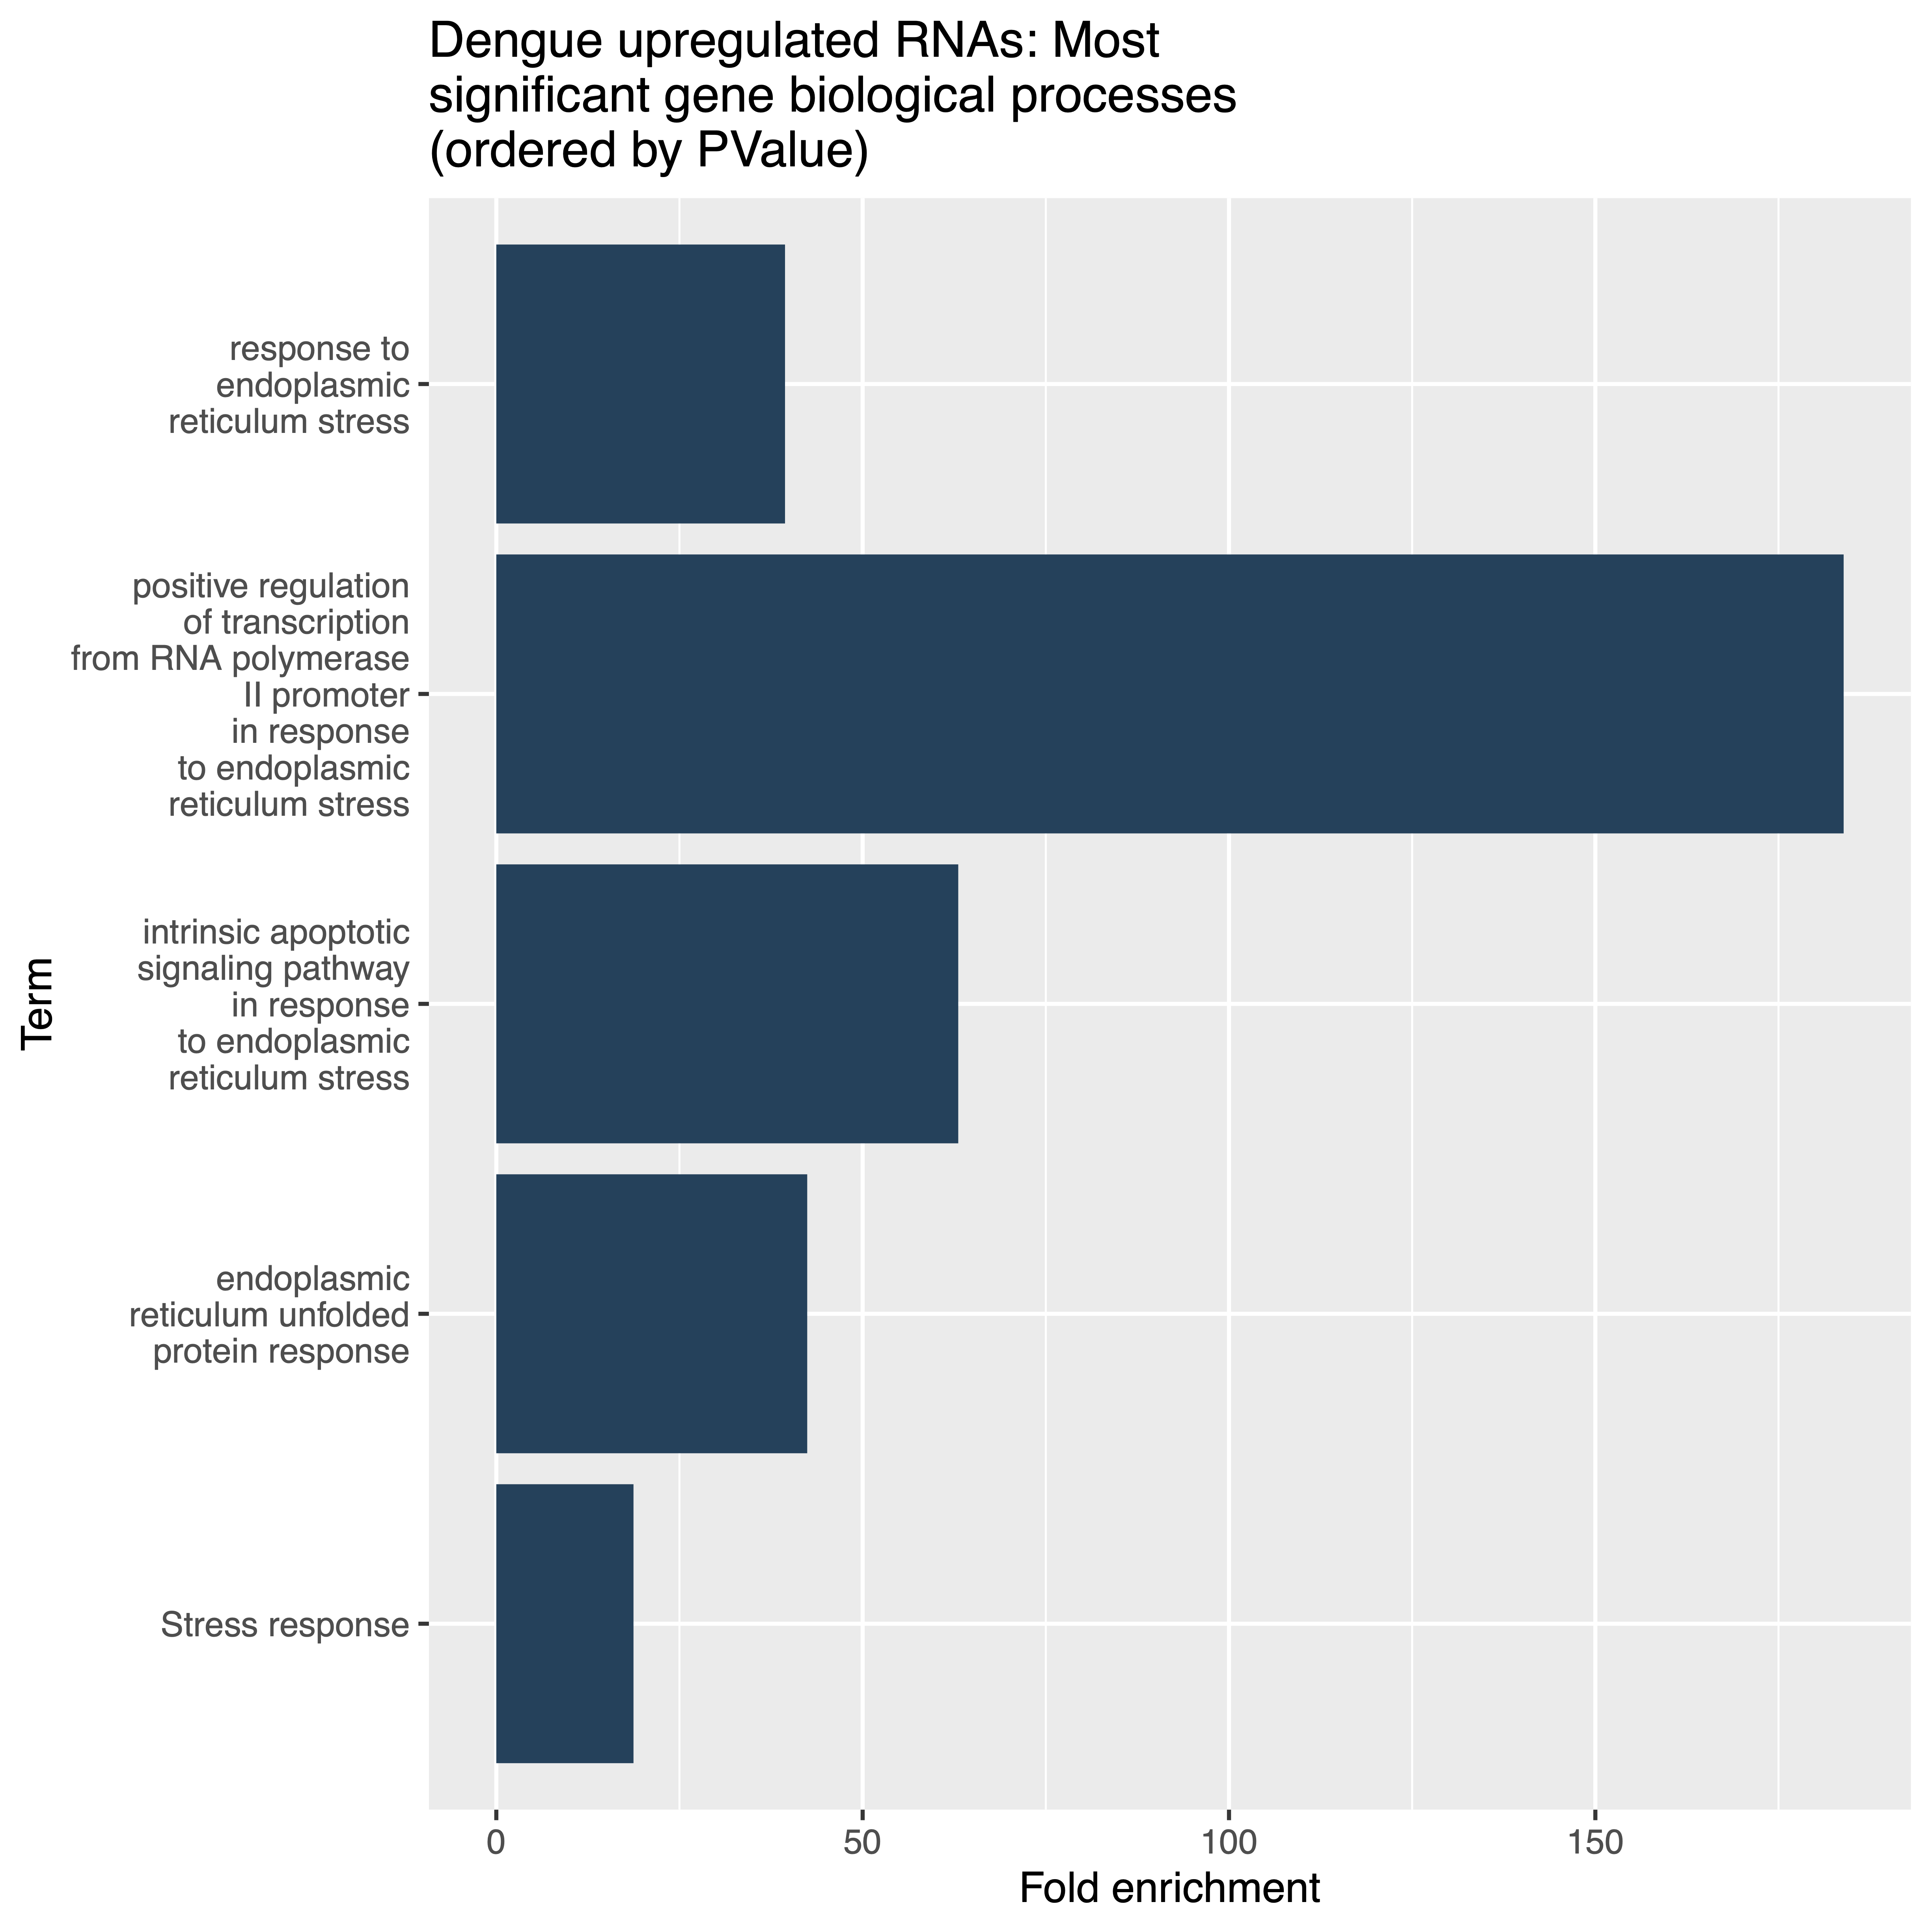 Dengue upregulated RNAs: Most
significant gene biological processes
(ordered by PValue)
response to
endoplasmic
reticulum stress
positive regulation
of transcription
from RNA polymerase
II promoter
in response
to endoplasmic
reticulum stress
intrinsic apoptotic
signaling pathway
in response
to endoplasmic
reticulum stress
endoplasmic
reticulum unfolded
protein response
Stress response
Term
0 50 100 150
Fold enrichment